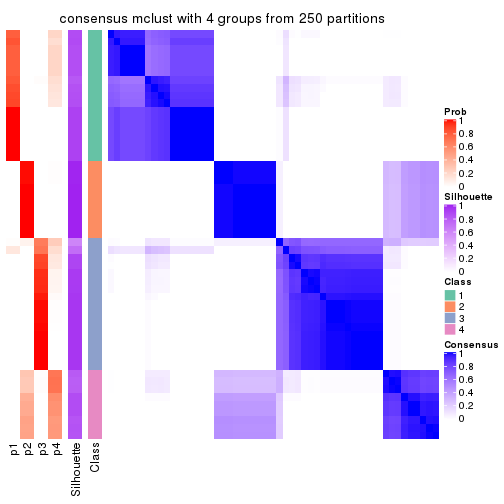 consensus mclust with 4 groups from 250 partitions
Prob
1
0.8
0.6
0.4
0.2
0
Silhouette
1
0.8
0.6
0.4
0.2
0
Class
1
2
3
4
Consensus
1
0.8
0.6
0.4
0.2
0
p1
p2
p3
p4
Silhouette
Class